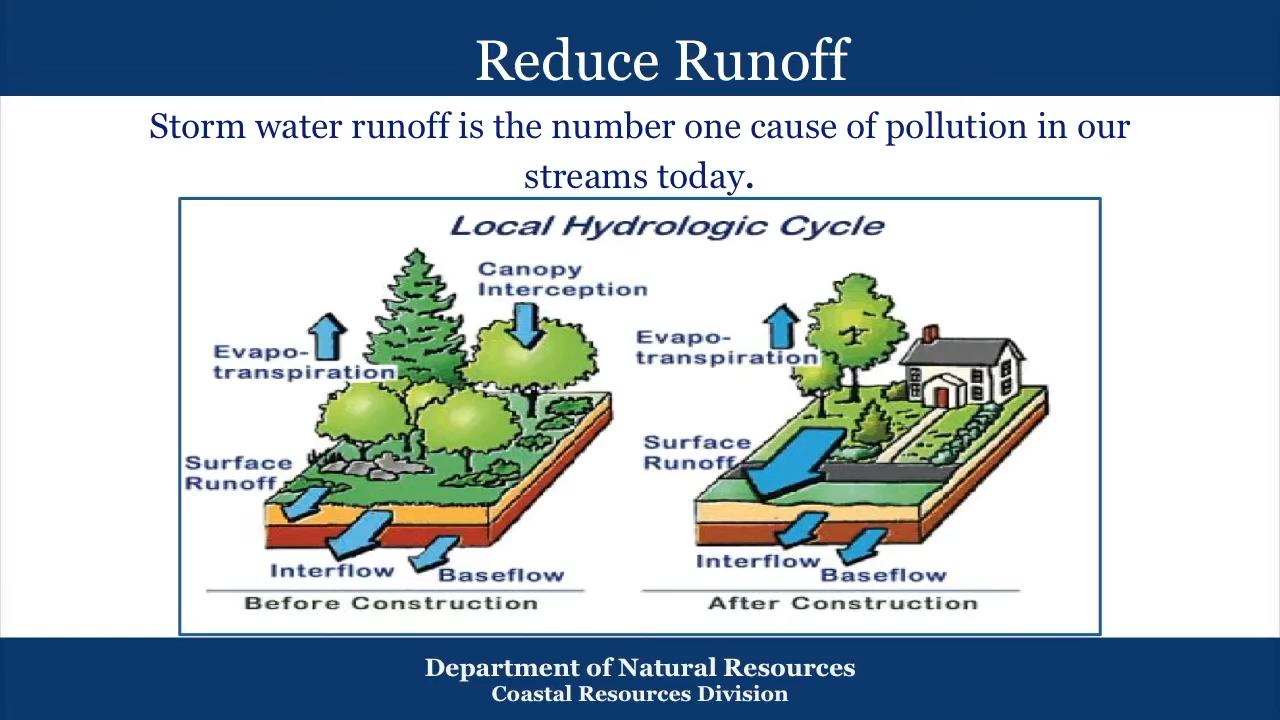 Reduce Runoff
Storm water runoff is the number one cause of pollution in our
streams today.
Local Hydrologic Cycle
Canopy
Interception
Evapo-
transpiration
Surface
Runoff
Interflow
Baseflow
Before Construction
Evapo-
transpiration
Surface
Runoff
Interflow
Baseflow
After Construction
Department of Natural Resources
Coastal Resources Division